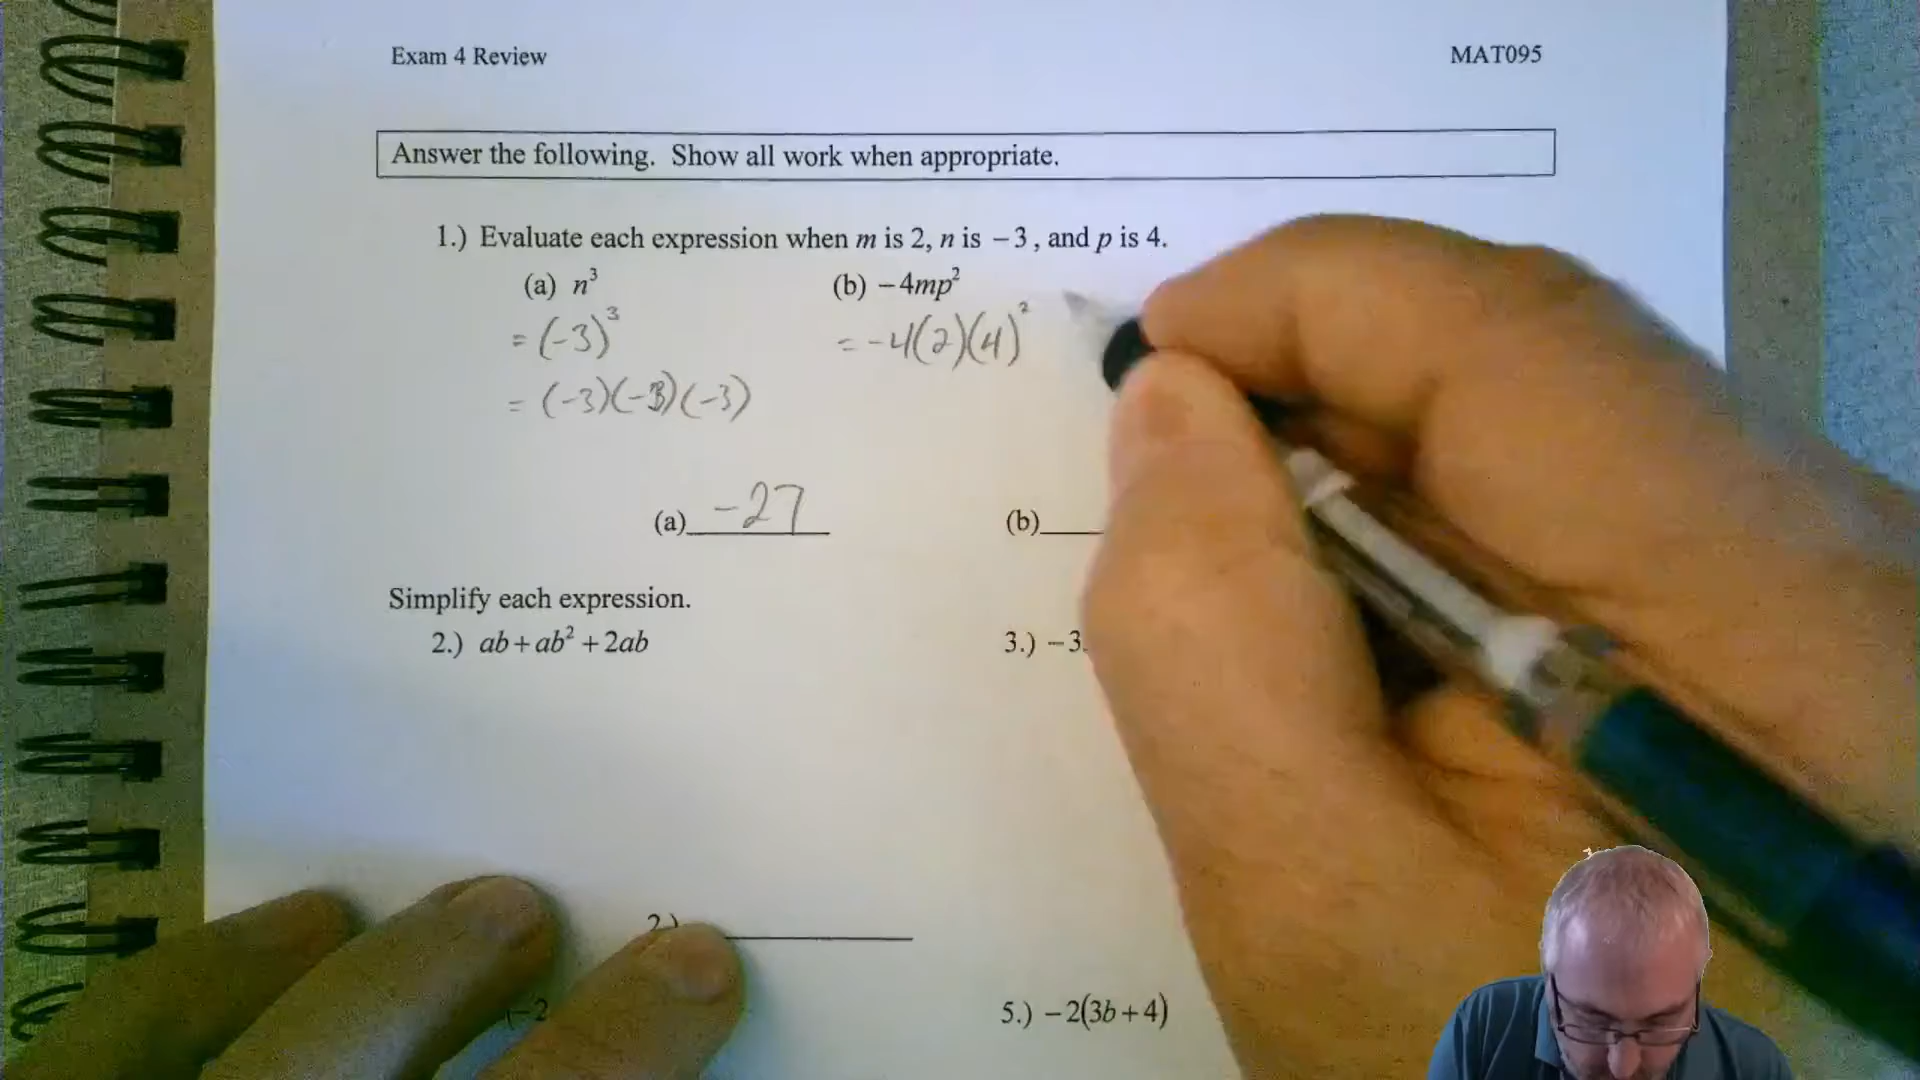 Exam 4 Review MAT095
Answer the following. Show all work when appropriate.
1.) Evaluate each expression when m is 2, n is −3, and p is 4.
(a) n³ (b) −4mp²
= (-3)³ = -4(2)(4)²
= (-3)(-3)(-3)
(a) -27 (b)
Simplify each expression.
2.) ab + ab² + 2ab 3.) −3
2.)
(−2 5.) −2(3b + 4)